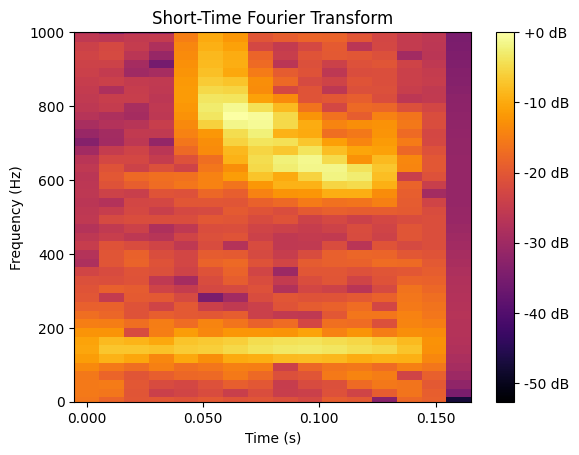 Short-Time Fourier Transform
1000
800
600
400
200
0
Frequency (Hz)
0.000
0.050
0.100
0.150
Time (s)
+0 dB
-10 dB
-20 dB
-30 dB
-40 dB
-50 dB